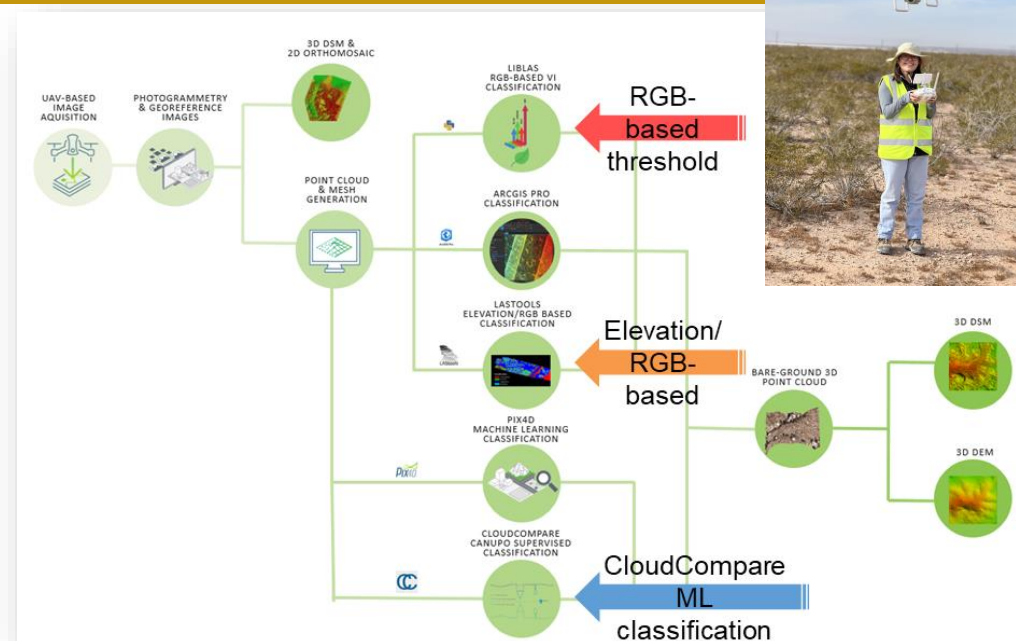 3D DSM &
2D ORTHOMOSAIC
UAV-BASED
IMAGE
AQUISITION
PHOTOGRAMMETRY
& GEOREFERENCE
IMAGES
POINT CLOUD
& MESH
GENERATION
LIBLAS
RGB-BASED VI
CLASSIFICATION
RGB-
based
threshold
ARCGIS PRO
CLASSIFICATION
LASTOOLS
ELEVATION/RGB BASED
CLASSIFICATION
Elevation/
RGB-
based
PIX4D
MACHINE LEARNING
CLASSIFICATION
CLOUDCOMPARE
CANUPO SUPERVISED
CLASSIFICATION
CloudCompare
ML
classification
BARE-GROUND 3D
POINT CLOUD
3D DSM
3D DEM